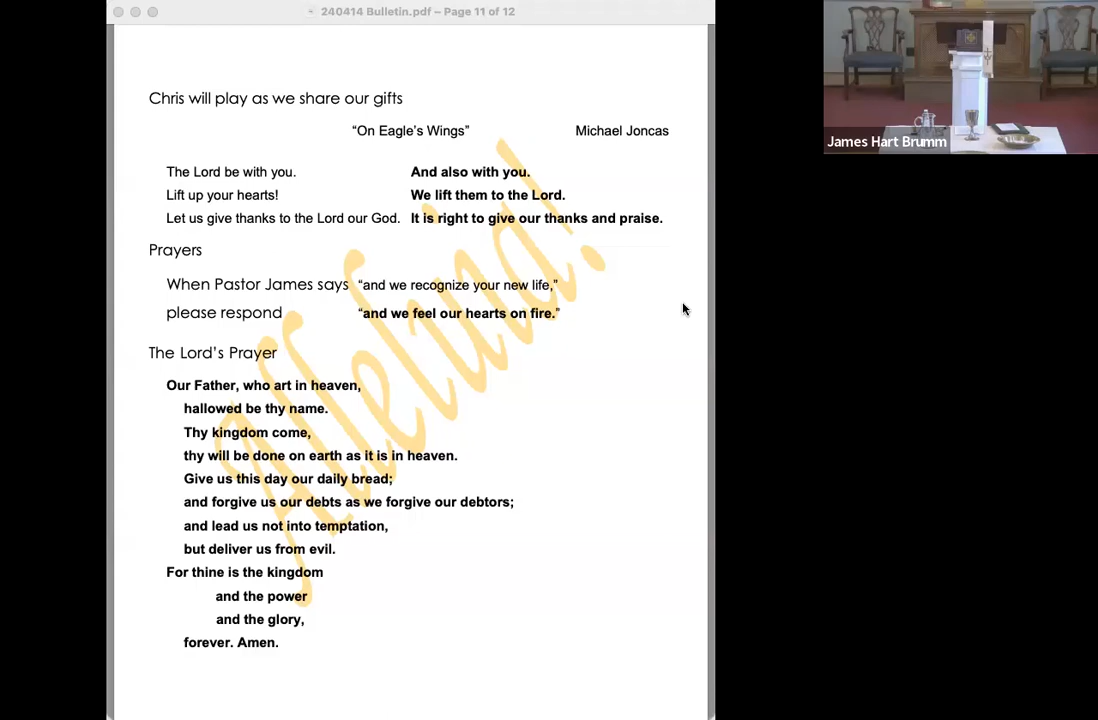 240414 Bulletin.pdf – Page 11 of 12
James Hart Brumm
Chris will play as we share our gifts
“On Eagle’s Wings” Michael Joncas
The Lord be with you. And also with you.
Lift up your hearts! We lift them to the Lord.
Let us give thanks to the Lord our God. It is right to give our thanks and praise.
Prayers
When Pastor James says “and we recognize your new life,”
please respond “and we feel our hearts on fire.”
The Lord’s Prayer
Our Father, who art in heaven,
hallowed be thy name.
Thy kingdom come,
thy will be done on earth as it is in heaven.
Give us this day our daily bread;
and forgive us our debts as we forgive our debtors;
and lead us not into temptation,
but deliver us from evil.
For thine is the kingdom
and the power
and the glory,
forever. Amen.
Alleluia!